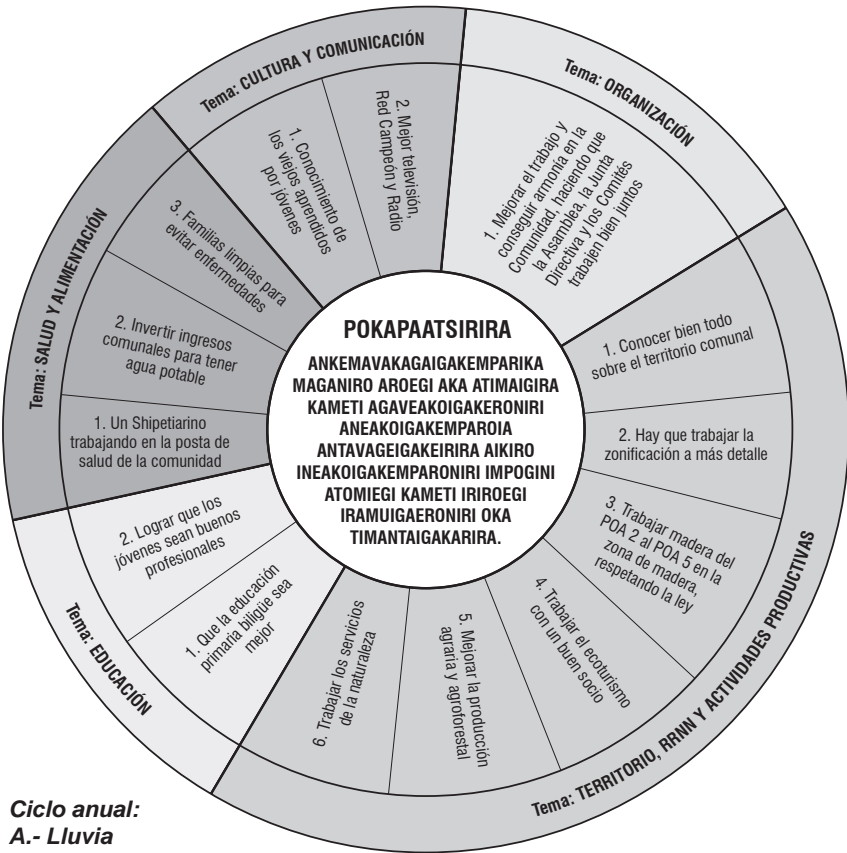 Tema: CULTURA Y COMUNICACIÓN
1. Conocimiento de
los viejos aprendidos
por jóvenes
2. Mejor televisión,
Red Campeón y Radio
Tema: ORGANIZACIÓN
1. Mejorar el trabajo y
conseguir armonía en la
Comunidad, haciendo que
la Asamblea, la Junta
Directiva y los Comités
trabajen bien juntos
Tema: TERRITORIO, RRNN Y ACTIVIDADES PRODUCTIVAS
1. Conocer bien todo
sobre el territorio comunal
2. Hay que trabajar la
zonificación a más detalle
3. Trabajar madera del
POA 2 al POA 5 en la
zona de madera,
respetando la ley
4. Trabajar el ecoturismo
con un buen socio
5. Mejorar la producción
agraria y agroforestal
6. Trabajar los servicios
de la naturaleza
Tema: EDUCACIÓN
1. Que la educación
primaria biligüe sea
mejor
2. Lograr que los
jóvenes sean buenos
profesionales
Tema: SALUD Y ALIMENTACIÓN
1. Un Shipetiarino
trabajando en la posta de
salud de la comunidad
2. Invertir ingresos
comunales para tener
agua potable
3. Familias limpias para
evitar enfermedades
POKAPAATSIRIRA
ANKEMAVAKAGAIGAKEMPARIKA
MAGANIRO AROEGI AKA ATIMAIGIRA
KAMETI AGAVEAKOIGAKERONIRI
ANEAKOIGAKEMPAROIA
ANTAVAGEIGAKEIRIRA AIKIRO
INEAKOIGAKEMPARONIRI IMPOGINI
ATOMIEGI KAMETI IRIROEGI
IRAMUIGAERONIRI OKA
TIMANTAIGAKARIRA.
Ciclo anual:
A.- Lluvia